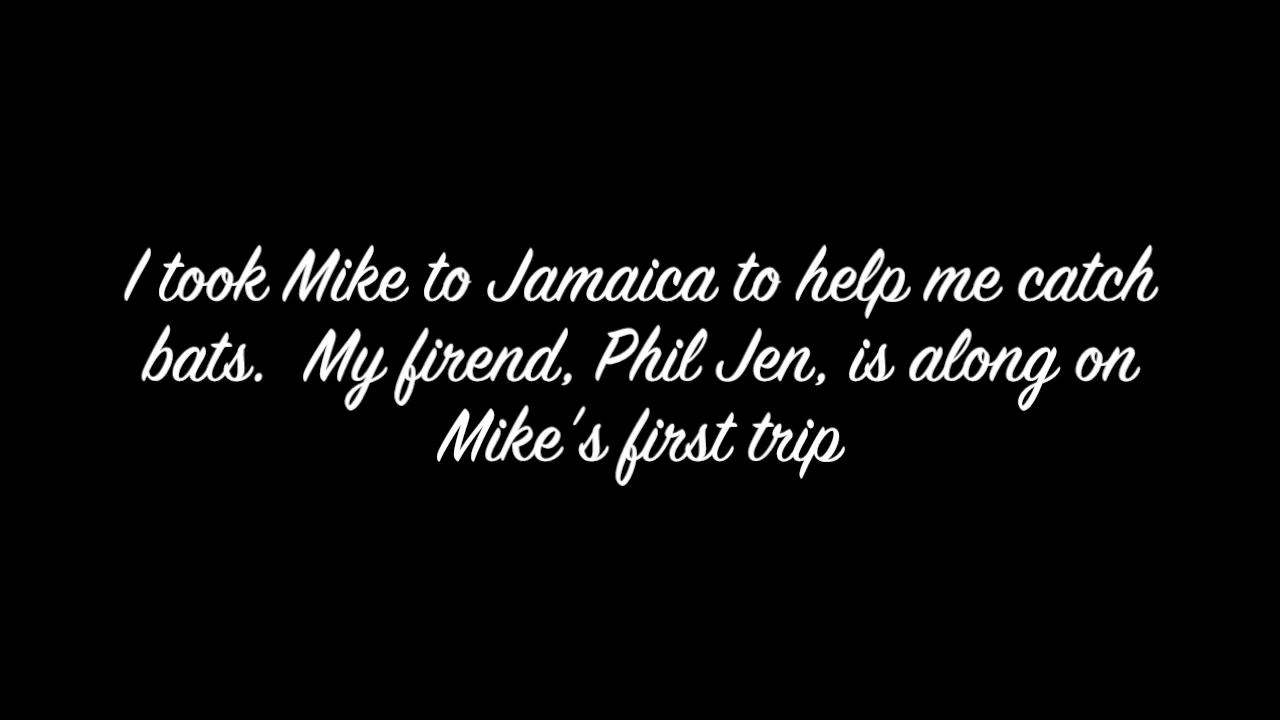 I took Mike to Jamaica to help me catch
bats.  My firend, Phil Jen, is along on
Mike's first trip